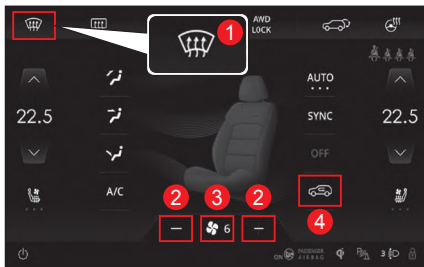 1
AWD
LOCK
AUTO
22.5
SYNC
22.5
OFF
A/C
2
3
2
6
4
ON
PASSENGER
AIRBAG
3